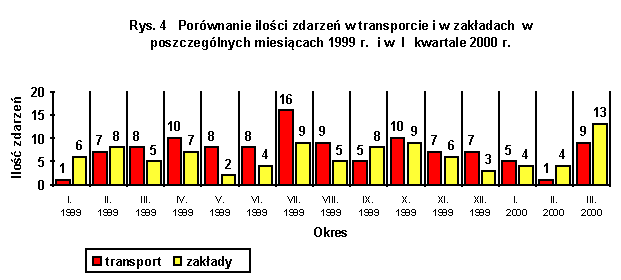 Rys. 4 Porównanie ilości zdarzeń w transporcie i w zakładach w
poszczególnych miesiącach 1999 r. i w I kwartale 2000 r.
Ilość zdarzeń
20
15
10
5
0
1 6 7 8 8 5 10 7 8 2 8 4 16 9 9 5 5 8 10 9 7 6 7 3 5 4 1 4 9 13
I. II. III. IV. V. VI. VII. VIII. IX. X. XI. XII. I. II. III.
1999 1999 1999 1999 1999 1999 1999 1999 1999 1999 1999 1999 2000 2000 2000
Okres
transport zakłady